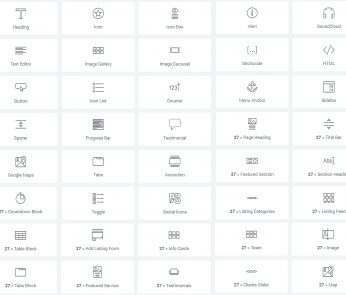 Heading Icon Icon Box Alert SoundCloud
Text Editor Image Gallery Image Carousel Shortcode HTML
Button Icon List Counter Menu Anchor Sidebar
Spacer Progress Bar Testimonial 27 > Page Heading 27 > Title Bar
Google Maps Tabs Accordion 27 > Featured Section 27 > Section Headi
27 > Countdown Block Toggle Social Icons 27 > Listing Categories 27 > Listing Feed
27 > Table Block 27 > Add Listing Form 27 > Info Cards 27 > Team 27 > Image
27 > Tabs Block 27 > Featured Service 27 > Testimonials 27 > Clients Slider 27 > Map